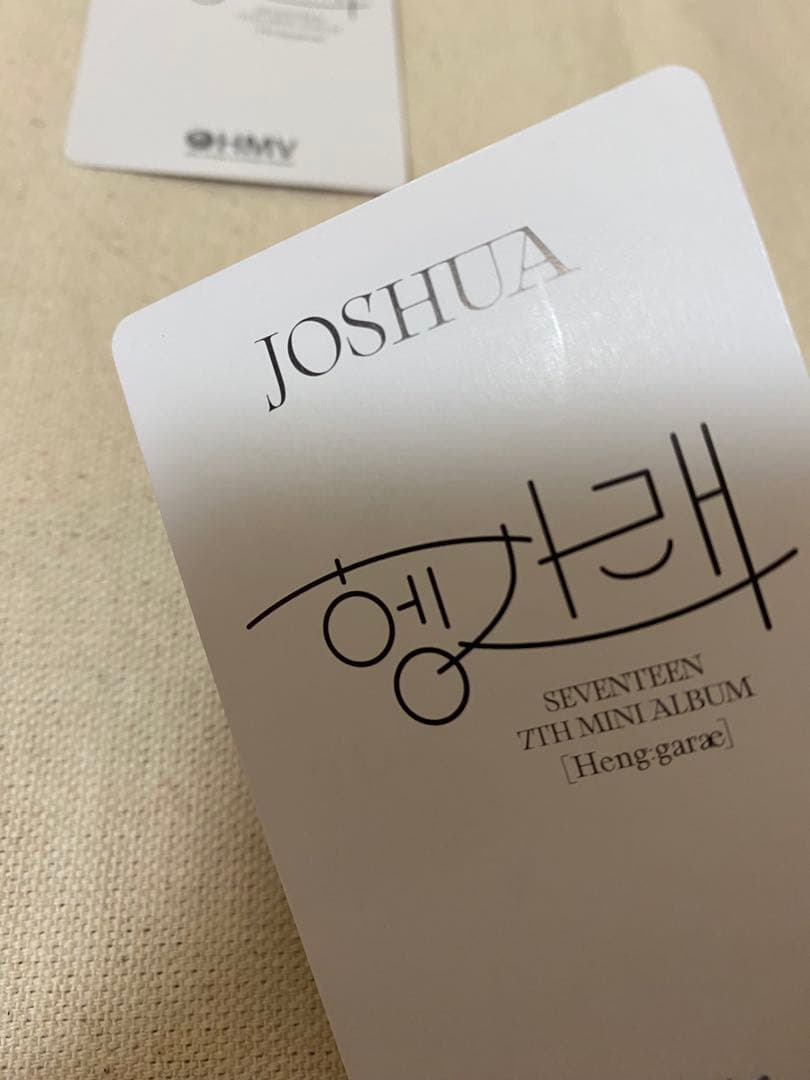 HMV
JOSHUA
헹가래
SEVENTEEN
7TH MINI ALBUM
[Heng:garæ]